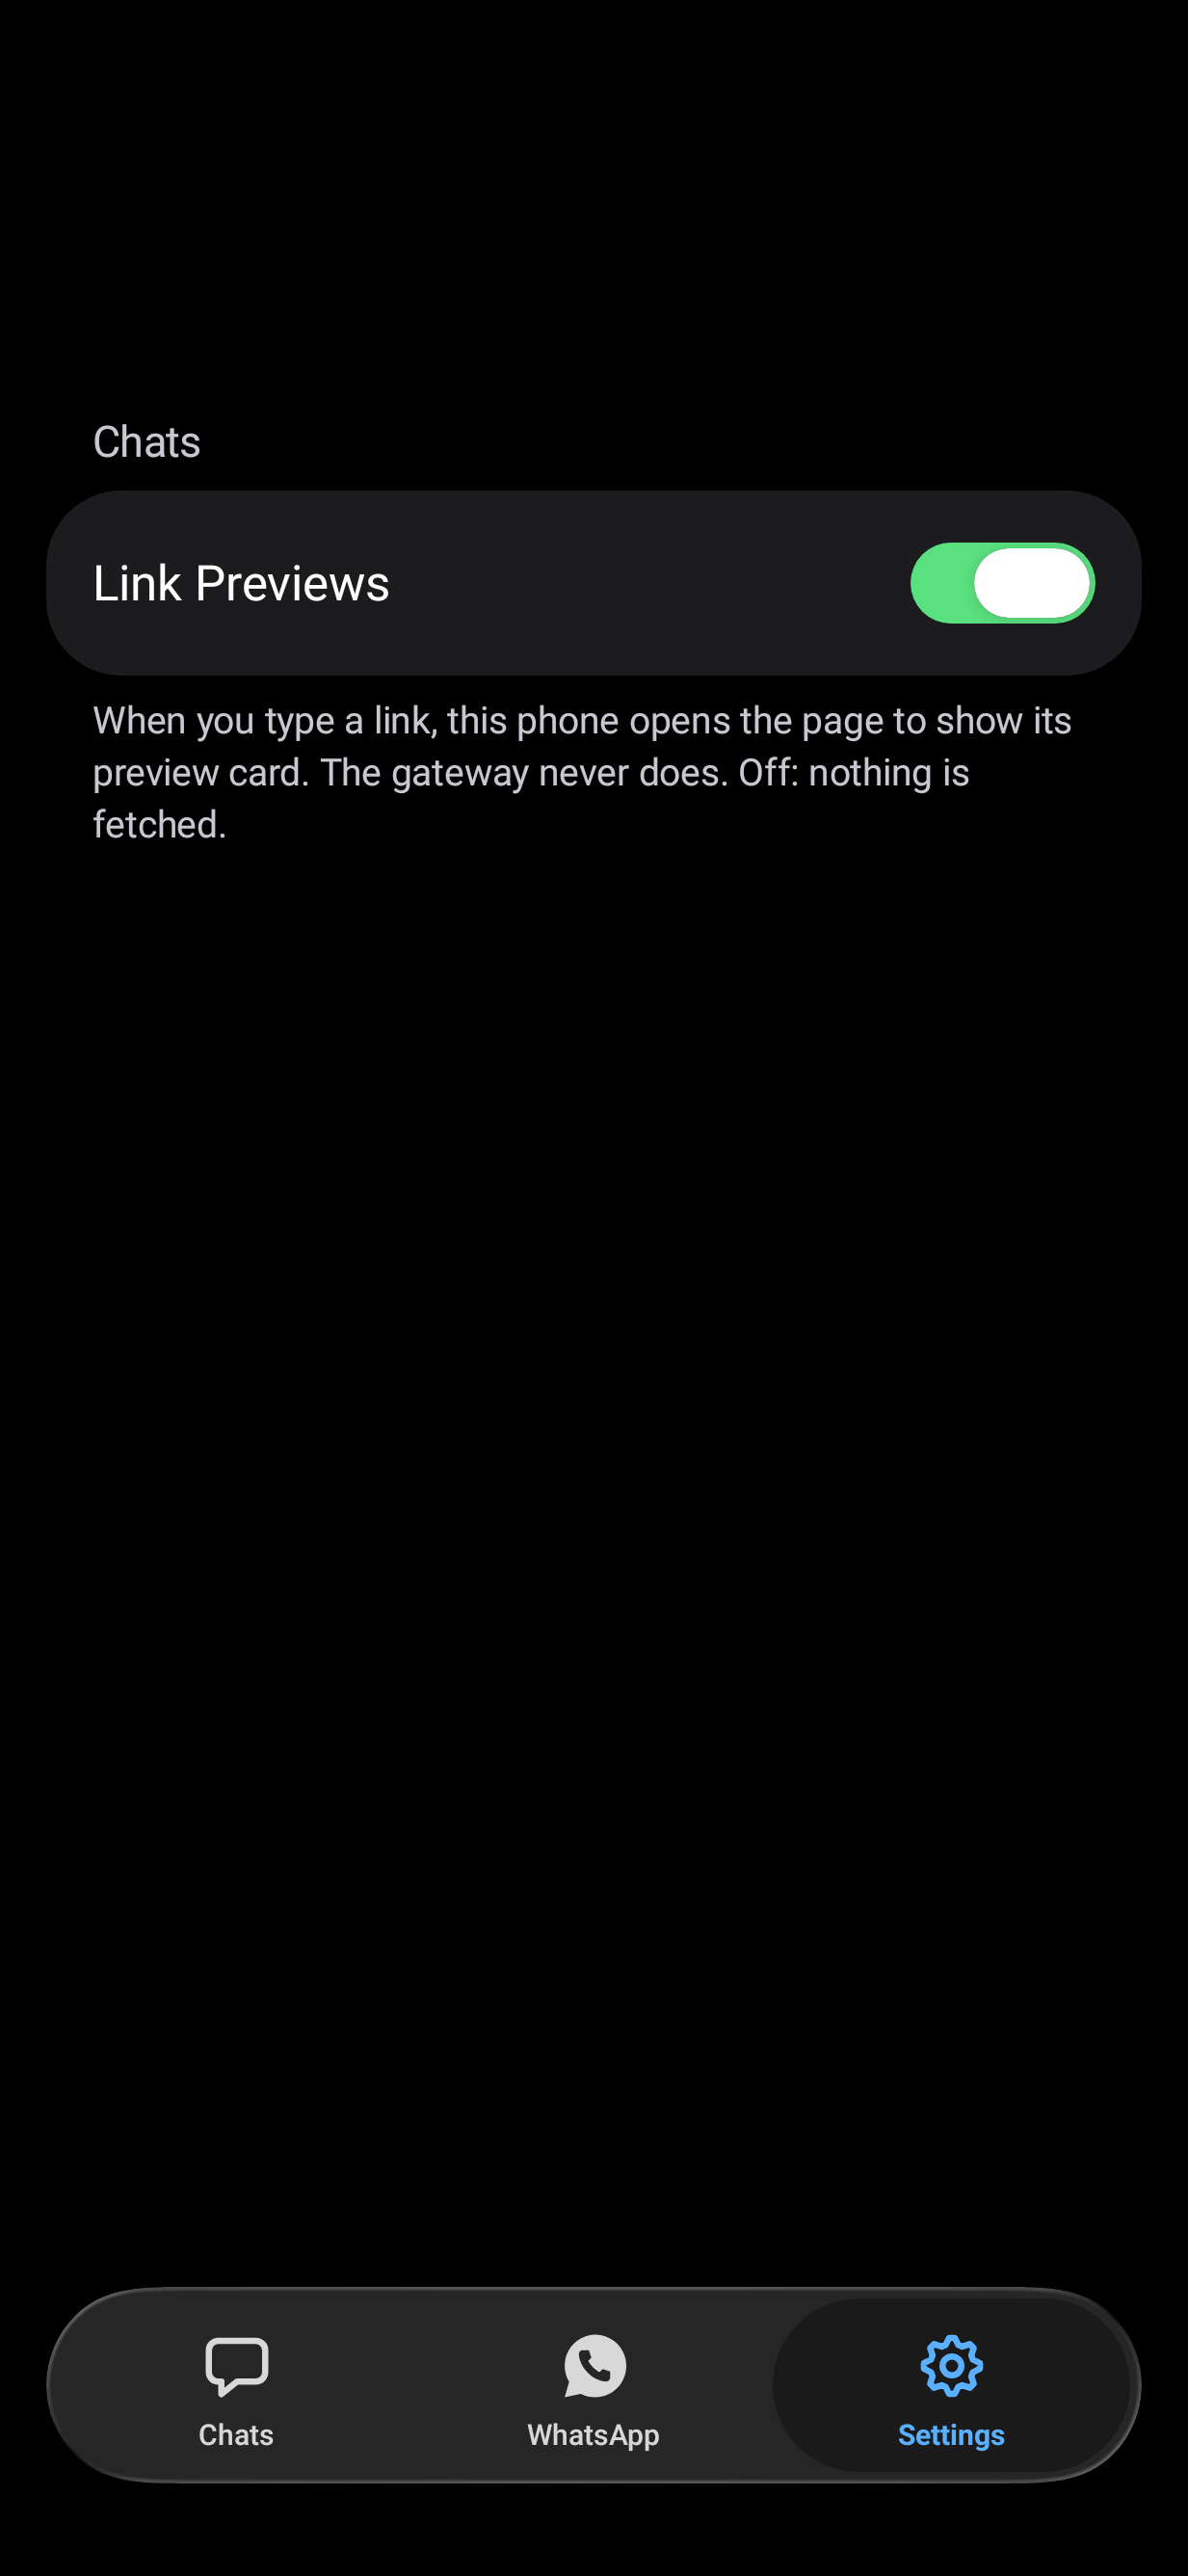 Chats
Link Previews
When you type a link, this phone opens the page to show its
preview card. The gateway never does. Off: nothing is
fetched.
Chats
WhatsApp
Settings